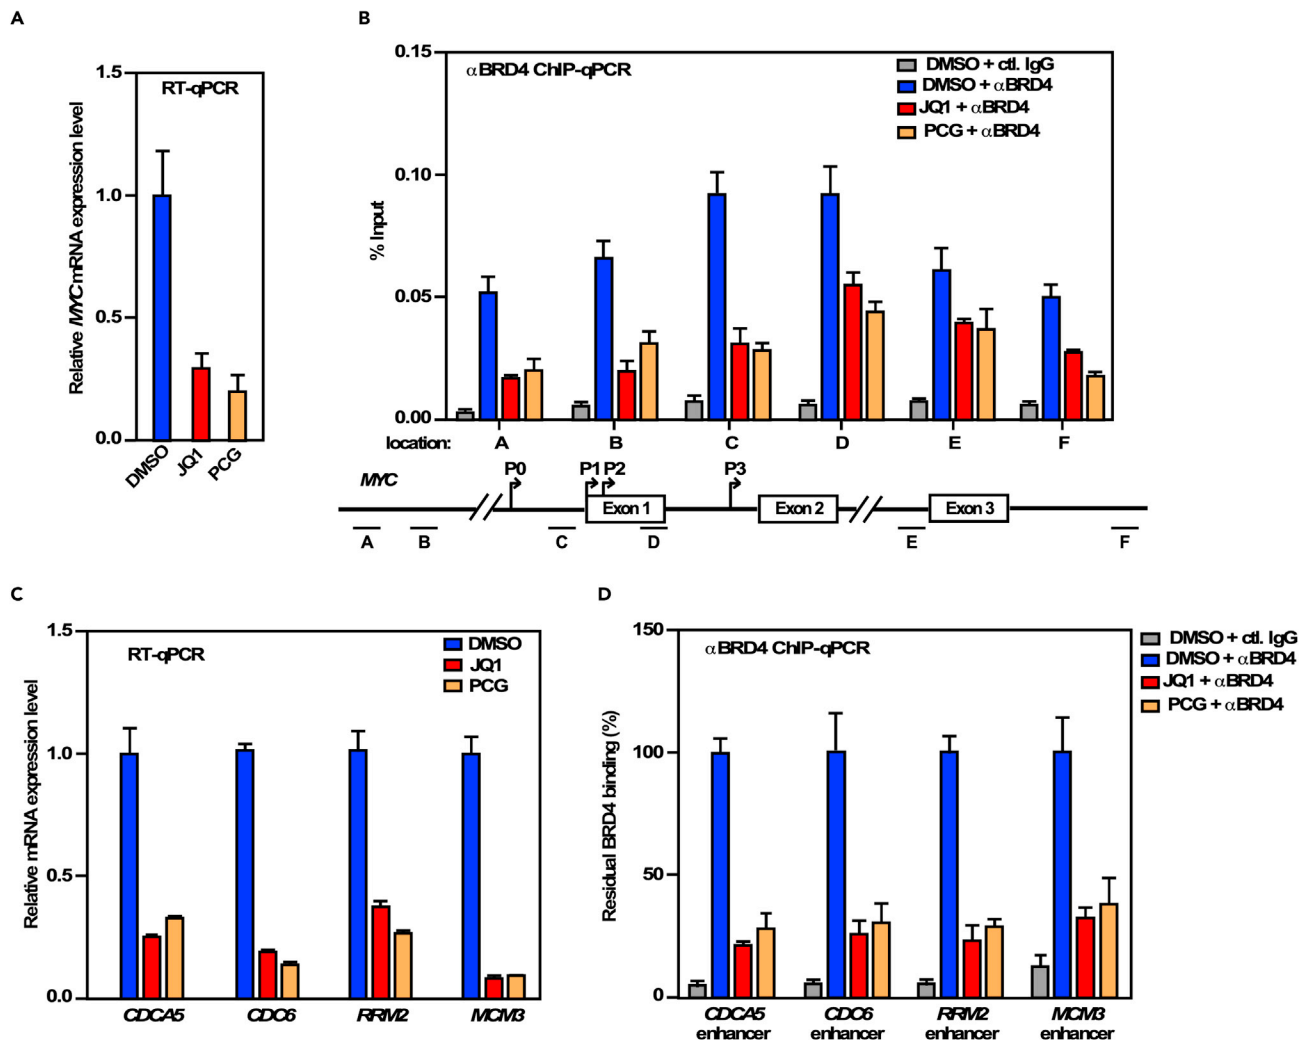 A
RT-qPCR
Relative MYC mRNA expression level
1.5
1.0
0.5
0.0
DMSO
JQ1
PCG
B
αBRD4 ChIP-qPCR
DMSO + ctl. IgG
DMSO + αBRD4
JQ1 + αBRD4
PCG + αBRD4
% Input
0.15
0.10
0.05
0.00
location: A B C D E F
MYC P0 P1 P2 P3
Exon 1 Exon 2 Exon 3
A B C D E F
C
RT-qPCR
DMSO
JQ1
PCG
Relative mRNA expression level
1.5
1.0
0.5
0.0
CDCA5 CDC6 RRM2 MCM3
D
αBRD4 ChIP-qPCR
DMSO + ctl. IgG
DMSO + αBRD4
JQ1 + αBRD4
PCG + αBRD4
Residual BRD4 binding (%)
150
100
50
0
CDCA5 CDC6 RRM2 MCM3
enhancer enhancer enhancer enhancer